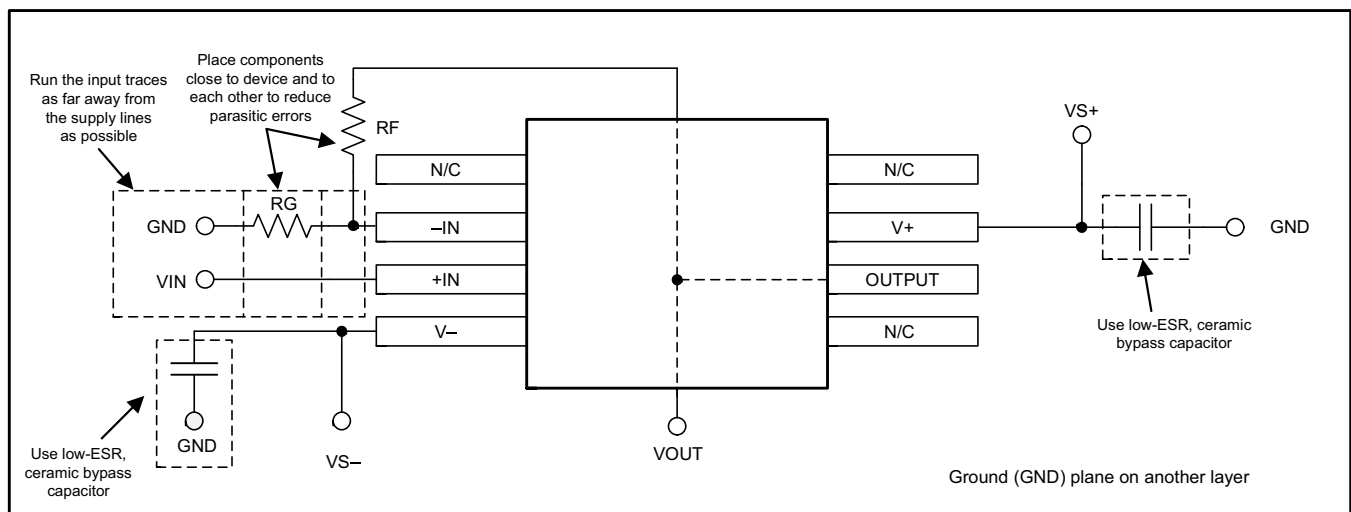 Run the input traces
as far away from
the supply lines
as possible
Place components
close to device and to
each other to reduce
parasitic errors
RF
VS+
N/C
N/C
RG
GND
–IN
V+
GND
VIN
+IN
OUTPUT
V–
N/C
Use low-ESR, ceramic
bypass capacitor
GND
VS–
VOUT
Use low-ESR,
ceramic bypass
capacitor
Ground (GND) plane on another layer